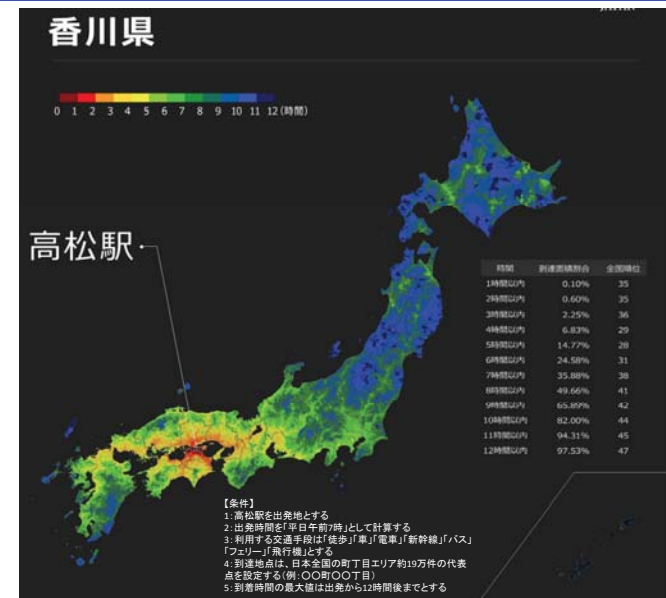 香川県
0 1 2 3 4 5 6 7 8 9 10 11 12(時間)
高松駅
時間 到達面積割合 全国順位
1時間以内 0.10% 35
2時間以内 0.60% 35
3時間以内 2.25% 36
4時間以内 6.83% 29
5時間以内 14.77% 28
6時間以内 24.58% 31
7時間以内 35.88% 38
8時間以内 49.66% 41
9時間以内 65.89% 42
10時間以内 82.00% 44
11時間以内 94.31% 45
12時間以内 97.53% 47
【条件】
1:高松駅を出発地とする
2:出発時間を「平日午前7時」として計算する
3:利用する交通手段は「徒歩」「車」「電車」「新幹線」「バス」
「フェリー」「飛行機」とする
4:到達地点は、日本全国の町丁目エリア約19万件の代表
点を設定する(例:〇〇町〇〇丁目)
5:到着時間の最大値は出発から12時間後までとする